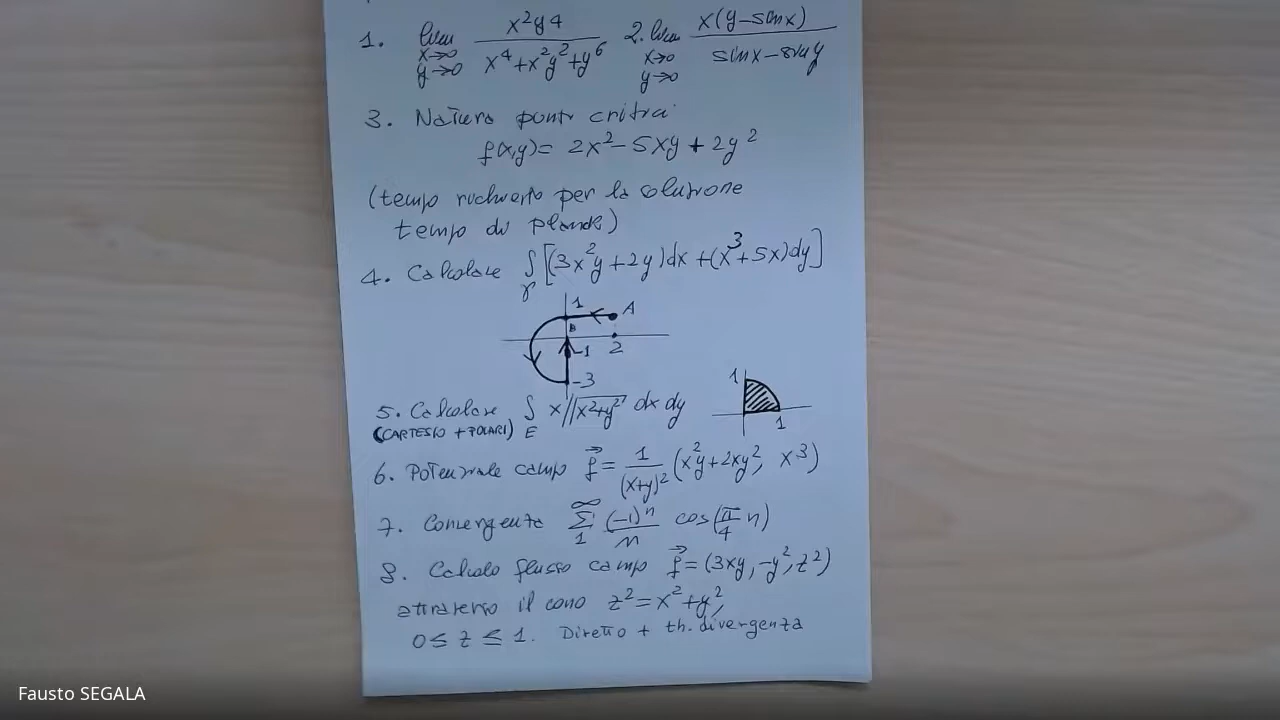 1. lim x→0 y→0 x²y⁴ / x⁴+x²y²+y⁶ 2. lim x→0 y→0 x(y-sinx) / sinx-siny
3. Natura punti critici
f(x,y)= 2x²-5xy+2y²
(tempo richiesto per la soluzione
tempo di Planck)
4. Calcolare ∫γ [(3x²y+2y)dx+(x³+5x)dy]
1 A
B
-1 2
-3
1
1
5. Calcolare ∫E x√x²+y² dx dy
(CARTESIO + POLARI)
6. Potenziale campo f⃗ = 1/(x+y)² (x²y+2xy², x³)
7. Convergenza ∞Σ1 (-1)ⁿ/n cos(π/4 n)
8. Calcolo flusso campo f⃗=(3xy,-y²,z²)
attraverso il cono z²=x²+y²,
0≤z≤1. Diretto + th. divergenza
Fausto SEGALA